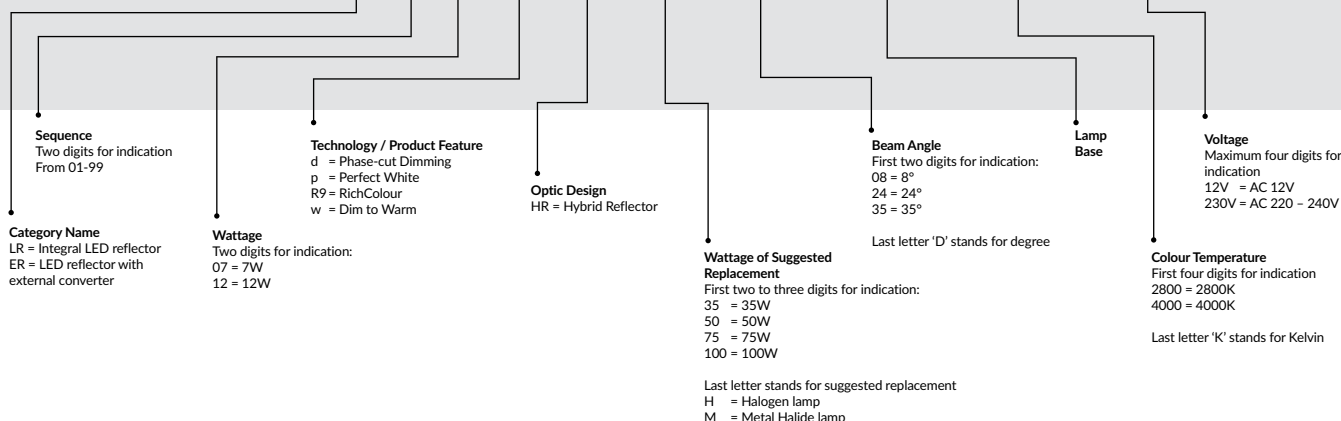 Sequence
Two digits for indication
From 01-99
Category Name
LR = Integral LED reflector
ER = LED reflector with
external converter
Wattage
Two digits for indication:
07 = 7W
12 = 12W
Technology / Product Feature
d = Phase-cut Dimming
p = Perfect White
R9 = RichColour
w = Dim to Warm
Optic Design
HR = Hybrid Reflector
Wattage of Suggested
Replacement
First two to three digits for indication:
35 = 35W
50 = 50W
75 = 75W
100 = 100W
Last letter stands for suggested replacement
H = Halogen lamp
M = Metal Halide lamp
Beam Angle
First two digits for indication:
08 = 8°
24 = 24°
35 = 35°
Last letter ‘D’ stands for degree
Lamp
Base
Colour Temperature
First four digits for indication
2800 = 2800K
4000 = 4000K
Last letter ‘K’ stands for Kelvin
Voltage
Maximum four digits for
indication
12V = AC 12V
230V = AC 220 – 240V